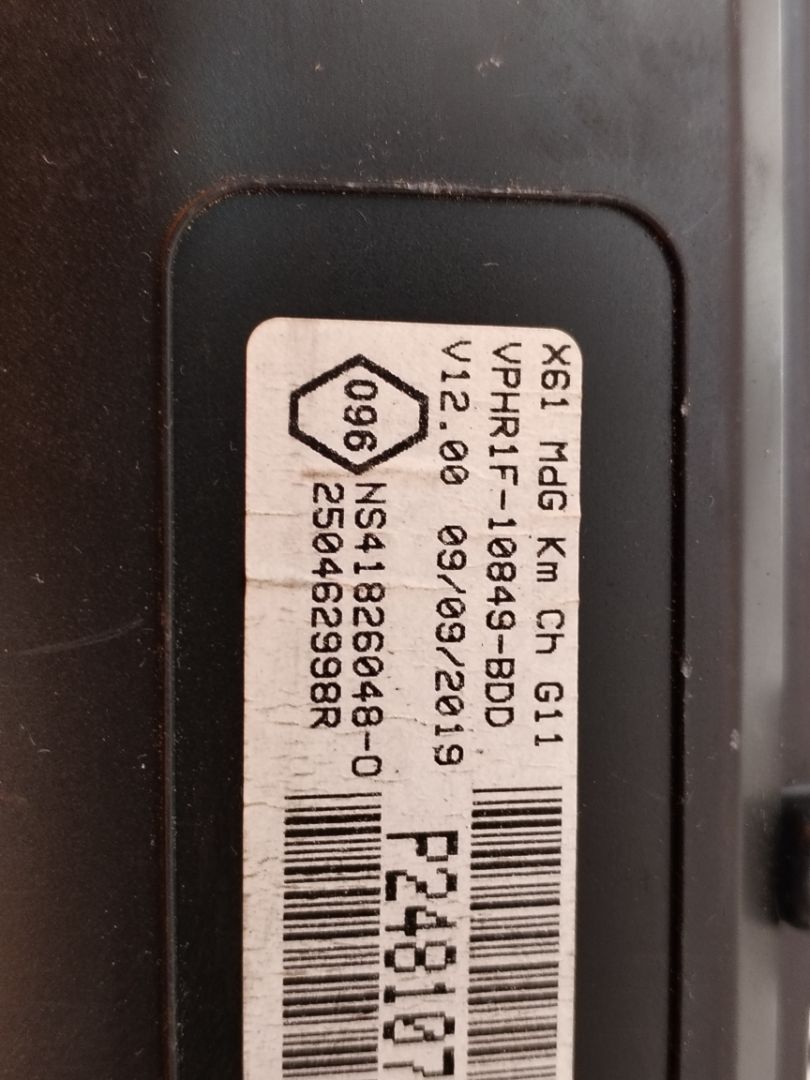 X61 MdG Km Ch G11
VPHR1F-10849-BDD
V12.00 09/09/2019
096
NS41826048-0
250462998R
P248107